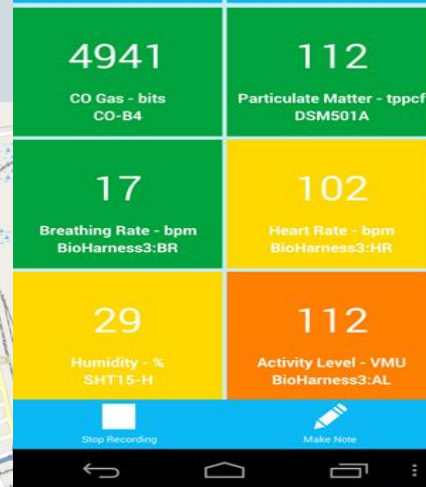 4941
CO Gas - bits
CO-B4
112
Particulate Matter - tppcf
DSM501A
17
Breathing Rate - bpm
BioHarness3:BR
102
Heart Rate - bpm
BioHarness3:HR
29
Humidity - %
SHT15-H
112
Activity Level - VMU
BioHarness3:AL
Stop Recording
Make Note